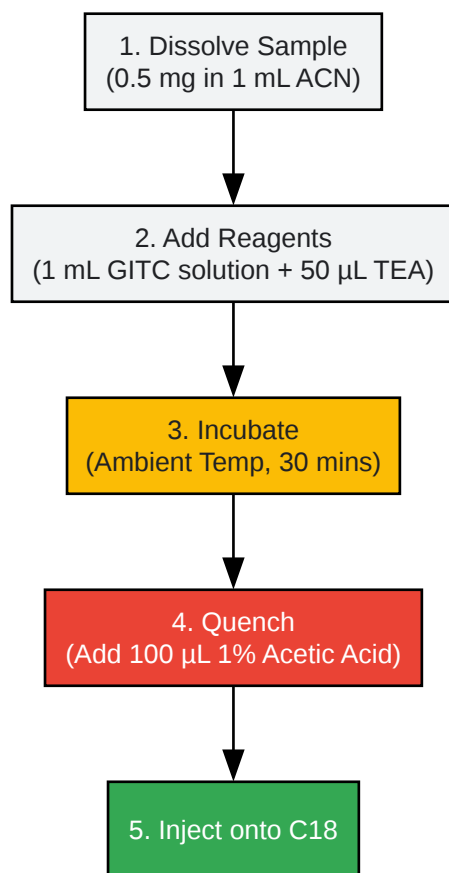 1. Dissolve Sample
(0.5 mg in 1 mL ACN)
2. Add Reagents
(1 mL GITC solution + 50 µL TEA)
3. Incubate
(Ambient Temp, 30 mins)
4. Quench
(Add 100 µL 1% Acetic Acid)
5. Inject onto C18